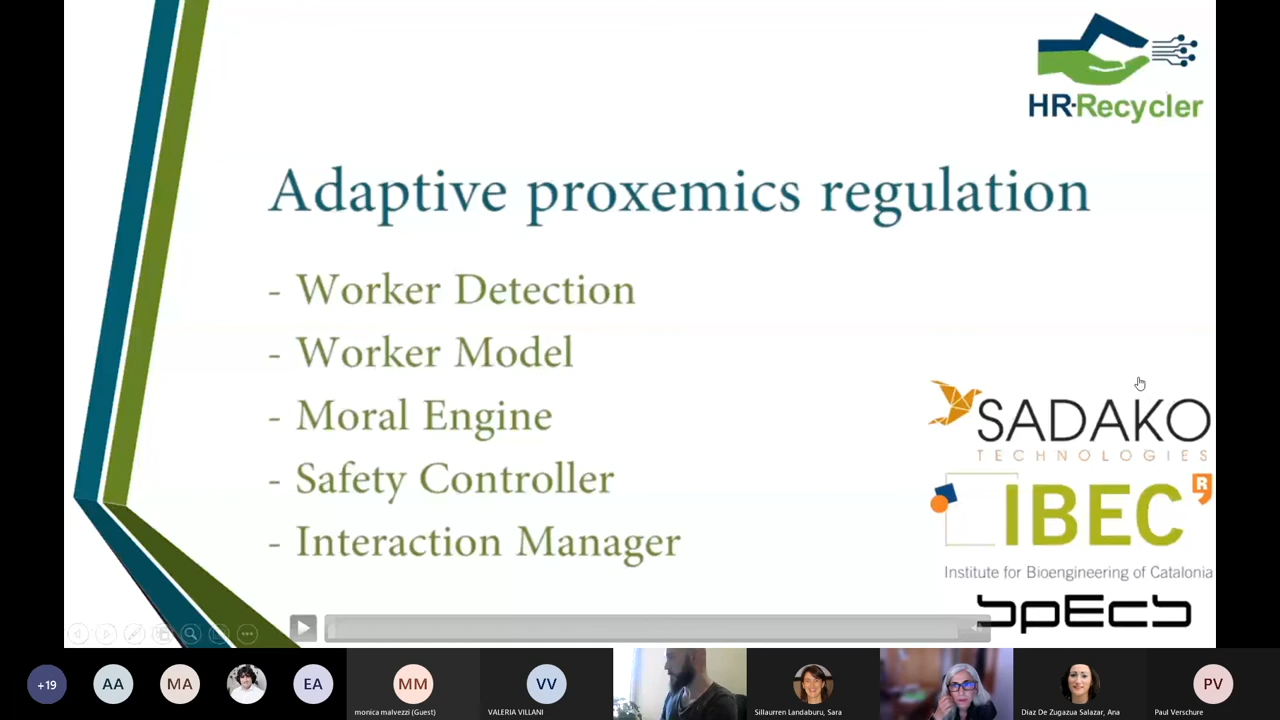 HR-Recycler
Adaptive proxemics regulation
- Worker Detection
- Worker Model
- Moral Engine
- Safety Controller
- Interaction Manager
SADAKO
TECHNOLOGIES
IBEC R
Institute for Bioengineering of Catalonia
SPECS
+19
AA
MA
EA
MM
monica malvezzi (Guest)
VV
VALERIA VILLANI
Sillaurren Landaburu, Sara
Diaz De Zugazua Salazar, Ana
PV
Paul Verschure